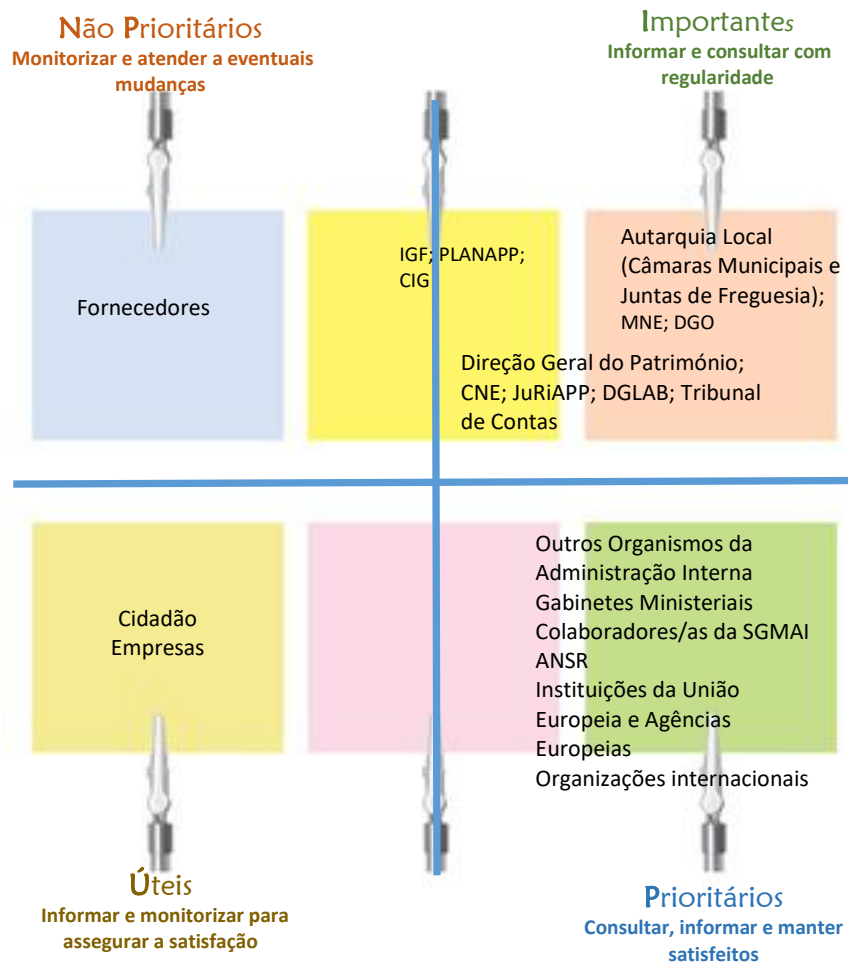 Não Prioritários
Monitorizar e atender a eventuais
mudanças
Importantes
Informar e consultar com
regularidade
Fornecedores
IGF; PLANAPP;
CIG
Autarquia Local
(Câmaras Municipais e
Juntas de Freguesia);
MNE; DGO
Direção Geral do Património;
CNE; JuRiAPP; DGLAB; Tribunal
de Contas
Cidadão
Empresas
Outros Organismos da
Administração Interna
Gabinetes Ministeriais
Colaboradores/as da SGMAI
ANSR
Instituições da União
Europeia e Agências
Europeias
Organizações internacionais
Úteis
Informar e monitorizar para
assegurar a satisfação
Prioritários
Consultar, informar e manter
satisfeitos